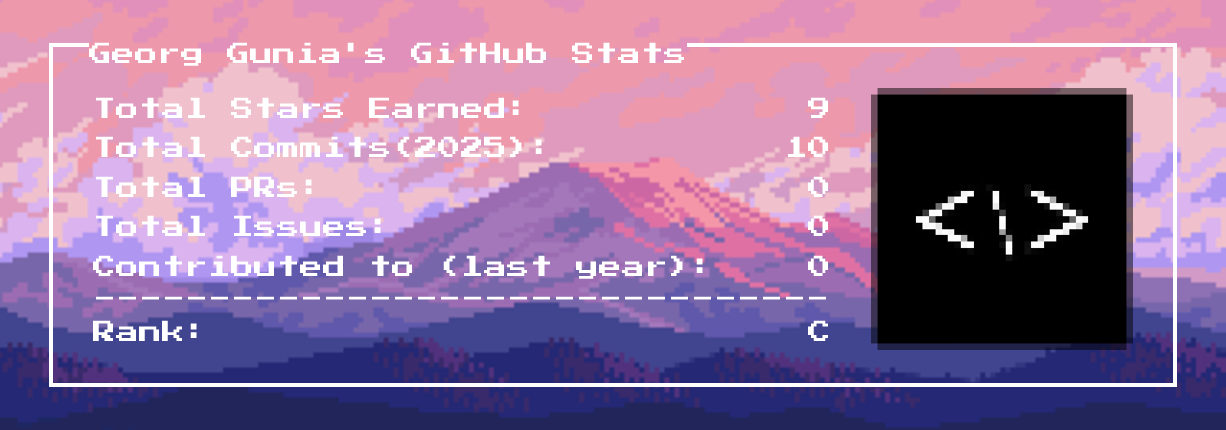 Georg Gunia's GitHub Stats
Total Stars Earned: 9
Total Commits(2025): 10
Total PRs: 0
Total Issues: 0
Contributed to (last year): 0
--------------------------------
Rank: C
<\>